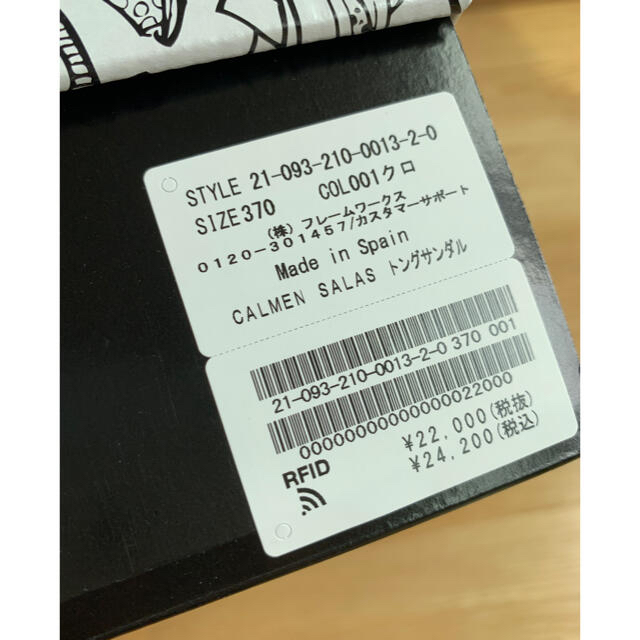 STYLE 21-093-210-0013-2-0
SIZE370 COL001クロ
(株) フレームワークス
0120-301457/カスタマーサポート
Made in Spain
CALMEN SALAS トングサンダル
21-093-210-0013-2-0 370 001
00000000000000022000
¥22,000(税抜)
¥24,200(税込)
RFID